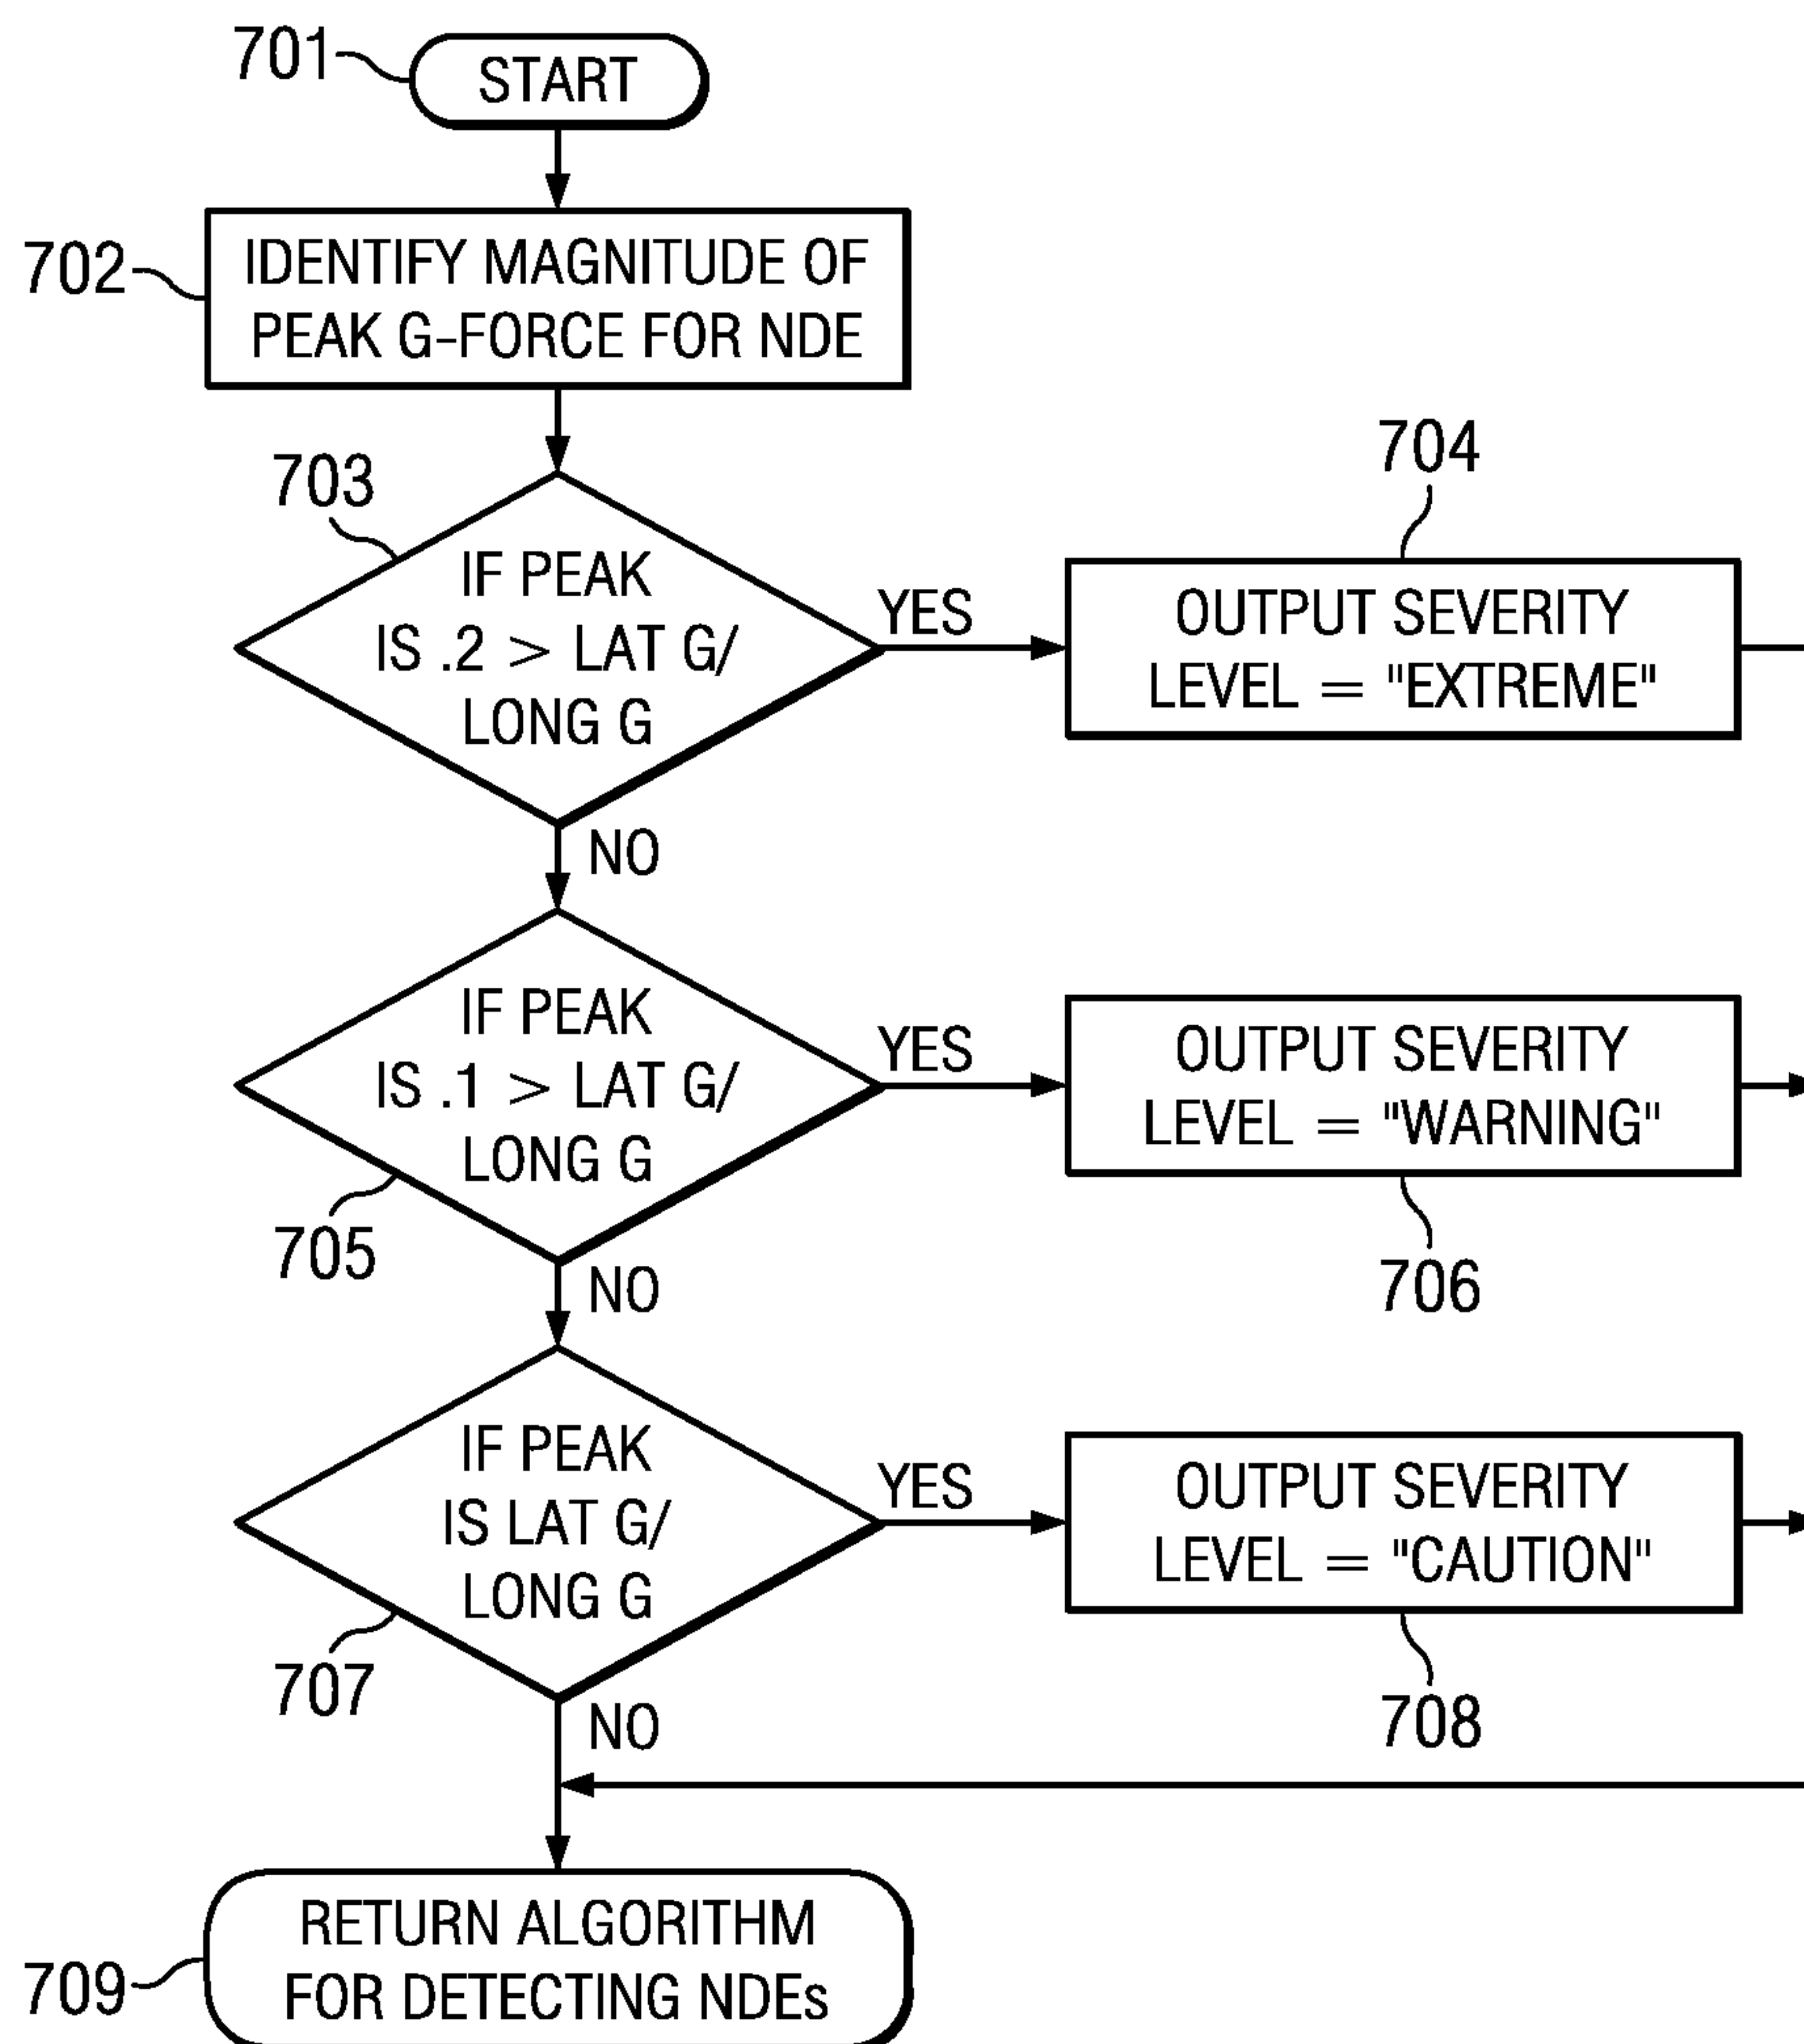 701
START
702
IDENTIFY MAGNITUDE OF
PEAK G-FORCE FOR NDE
703
IF PEAK
IS .2 > LAT G/
LONG G
YES
704
OUTPUT SEVERITY
LEVEL = "EXTREME"
NO
IF PEAK
IS .1 > LAT G/
LONG G
705
YES
OUTPUT SEVERITY
LEVEL = "WARNING"
706
NO
IF PEAK
IS LAT G/
LONG G
707
YES
OUTPUT SEVERITY
LEVEL = "CAUTION"
708
NO
RETURN ALGORITHM
FOR DETECTING NDEs
709